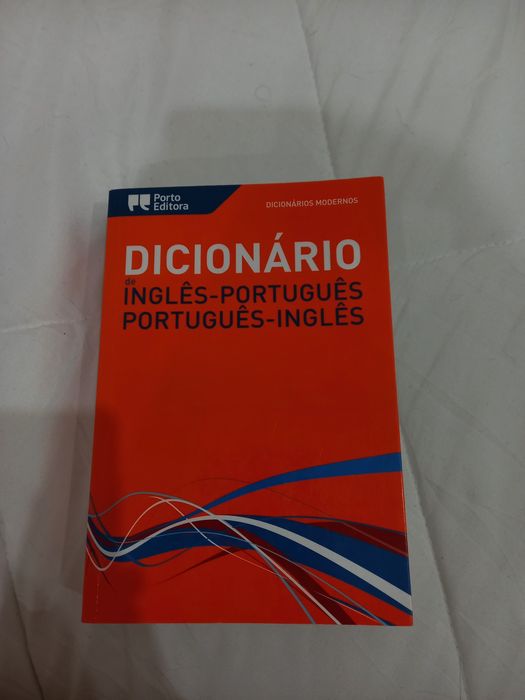 Porto
Editora
DICIONÁRIOS MODERNOS
DICIONÁRIO
de
INGLÊS-PORTUGUÊS
PORTUGUÊS-INGLÊS